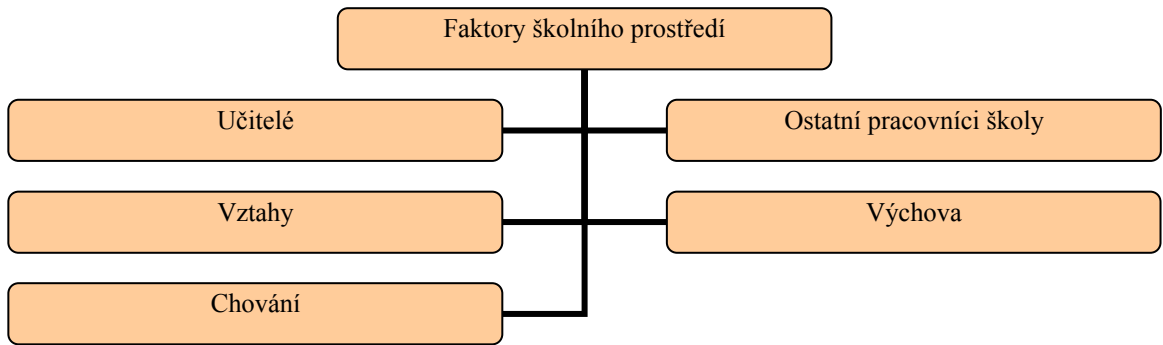 Faktory školního prostředí
Učitelé
Ostatní pracovníci školy
Vztahy
Výchova
Chování